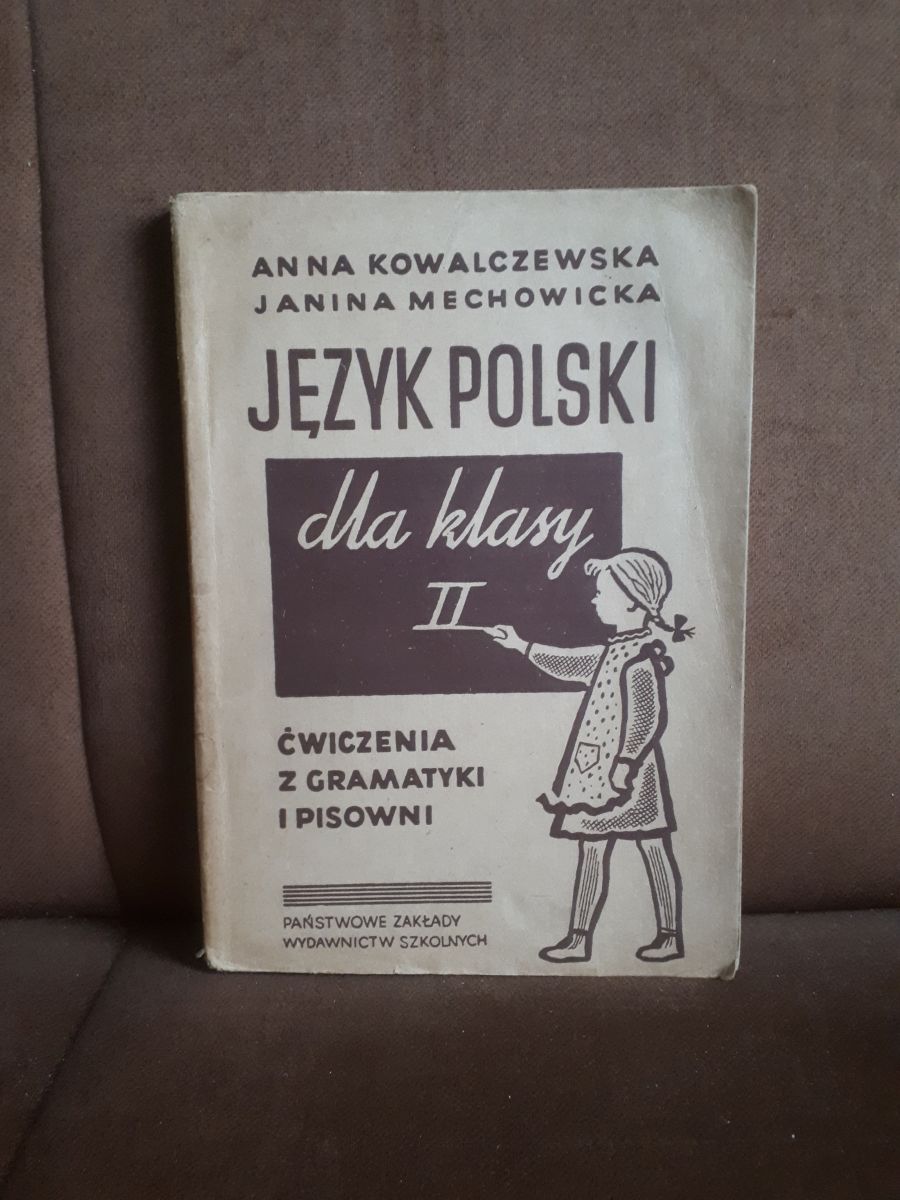 ANNA KOWALCZEWSKA
JANINA MECHOWICKA
JĘZYK POLSKI
dla klasy
II
ĆWICZENIA
Z GRAMATYKI
I PISOWNI
PAŃSTWOWE ZAKŁADY
WYDAWNICTW SZKOLNYCH